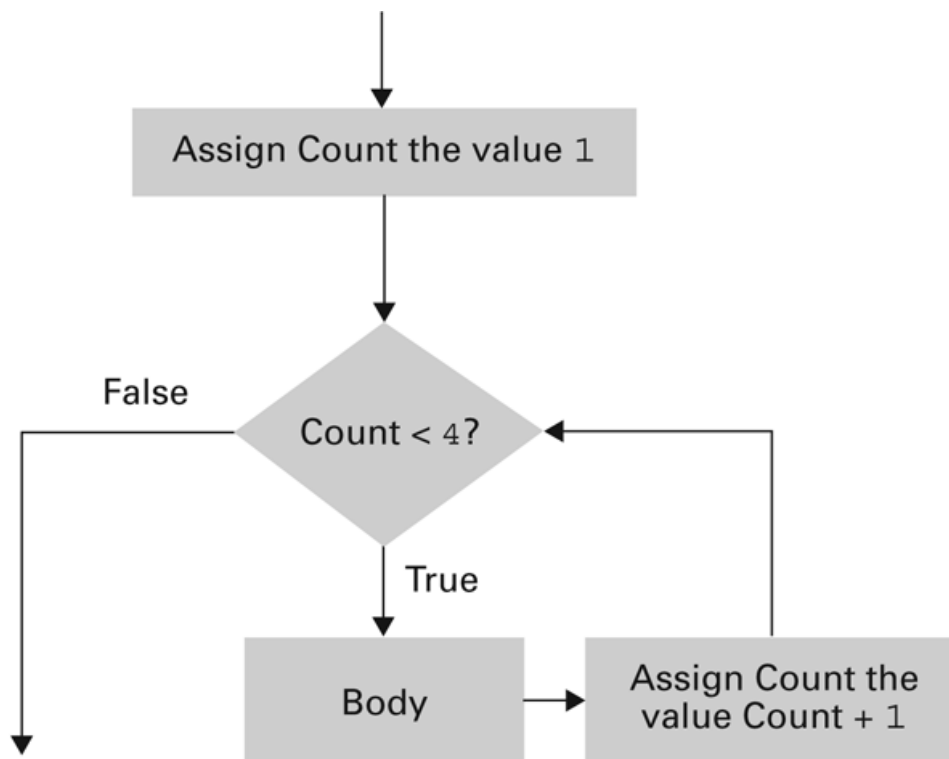 Assign Count the value 1
False
Count < 4?
True
Body
Assign Count the
value Count + 1